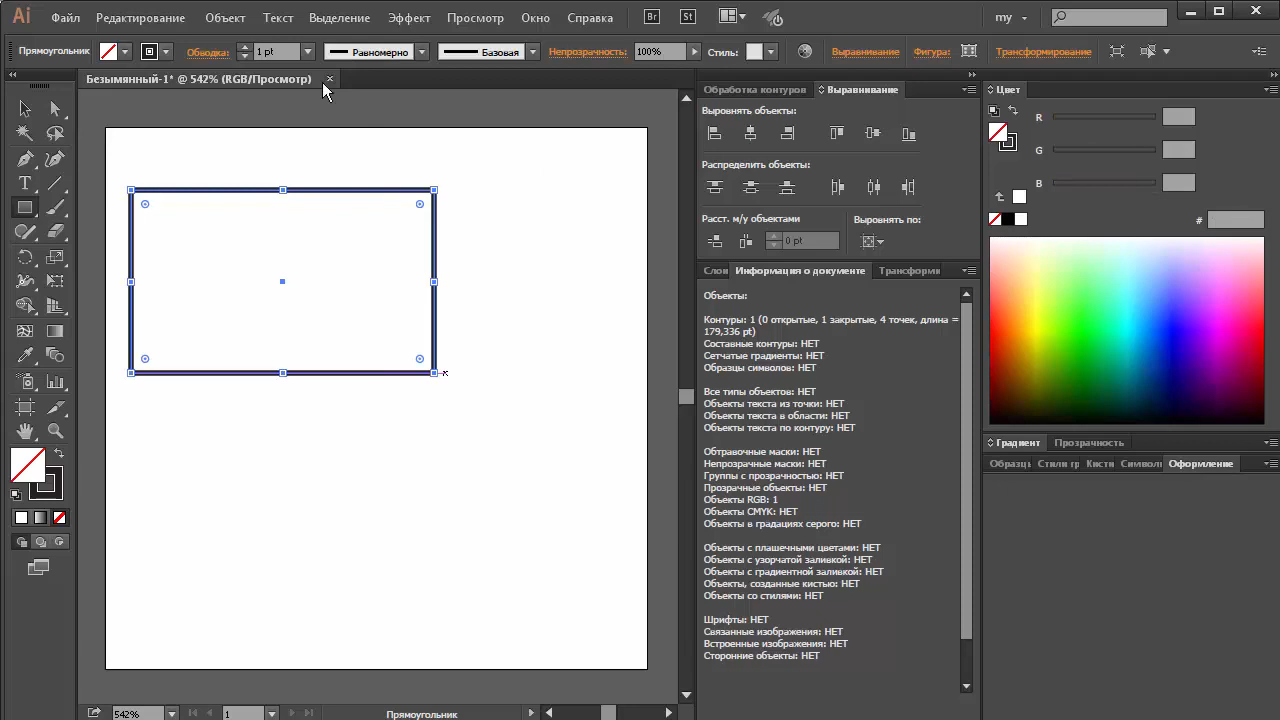 Ai Файл Редактирование Объект Текст Выделение Эффект Просмотр Окно Справка Br St my
Прямоугольник Обводка: 1 pt Равномерно Базовая Непрозрачность: 100% Стиль: Выравнивание Фигура: Трансформирование
Безымянный-1* @ 542% (RGB/Просмотр)
Обработка контуров Выравнивание
Выровнять объекты:
Распределить объекты:
Расст. м/у объектами Выровнять по:
0 pt
Слои Информация о документе Трансформи
Объекты:
Контуры: 1 (0 открытые, 1 закрытые, 4 точек, длина =
179,336 pt)
Составные контуры: НЕТ
Сетчатые градиенты: НЕТ
Образцы символов: НЕТ
Все типы объектов: НЕТ
Объекты текста из точки: НЕТ
Объекты текста в области: НЕТ
Объекты текста по контуру: НЕТ
Обтравочные маски: НЕТ
Непрозрачные маски: НЕТ
Группы с прозрачностью: НЕТ
Прозрачные объекты: НЕТ
Объекты RGB: 1
Объекты CMYK: НЕТ
Объекты в градациях серого: НЕТ
Объекты с плашечными цветами: НЕТ
Объекты с узорчатой заливкой: НЕТ
Объекты с градиентной заливкой: НЕТ
Объекты, созданные кистью: НЕТ
Объекты со стилями: НЕТ
Шрифты: НЕТ
Связанные изображения: НЕТ
Встроенные изображения: НЕТ
Сторонние объекты: НЕТ
Цвет
R
G
B
#
Градиент Прозрачность
Образцы Стили гр Кисти Символы Оформление
542% 1 Прямоугольник